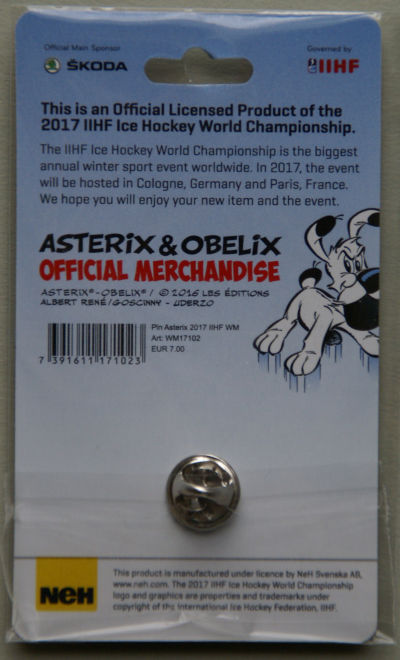 Official Main Sponsor
ŠKODA
Governed by
IIHF
This is an Official Licensed Product of the
2017 IIHF Ice Hockey World Championship.
The IIHF Ice Hockey World Championship is the biggest
annual winter sport event worldwide. In 2017, the event
will be hosted in Cologne, Germany and Paris, France.
We hope you will enjoy your new item and the event.
ASTERiX & OBELiX
OFFICIAL MERCHANDISE
ASTERIX®-OBELIX® / © 2016 LES ÉDITIONS
ALBERT RENÉ/GOSCINNY - UDERZO
Pin Asterix 2017 IIHF WM
Art: WM17102
EUR 7.00
7 391611 171023
NeH
This product is manufactured under licence by NeH Svenska AB,
www.neh.com. The 2017 IIHF Ice Hockey World Championship
logo and graphics are properties and trademarks under
copyright of the International Ice Hockey Federation, IIHF.